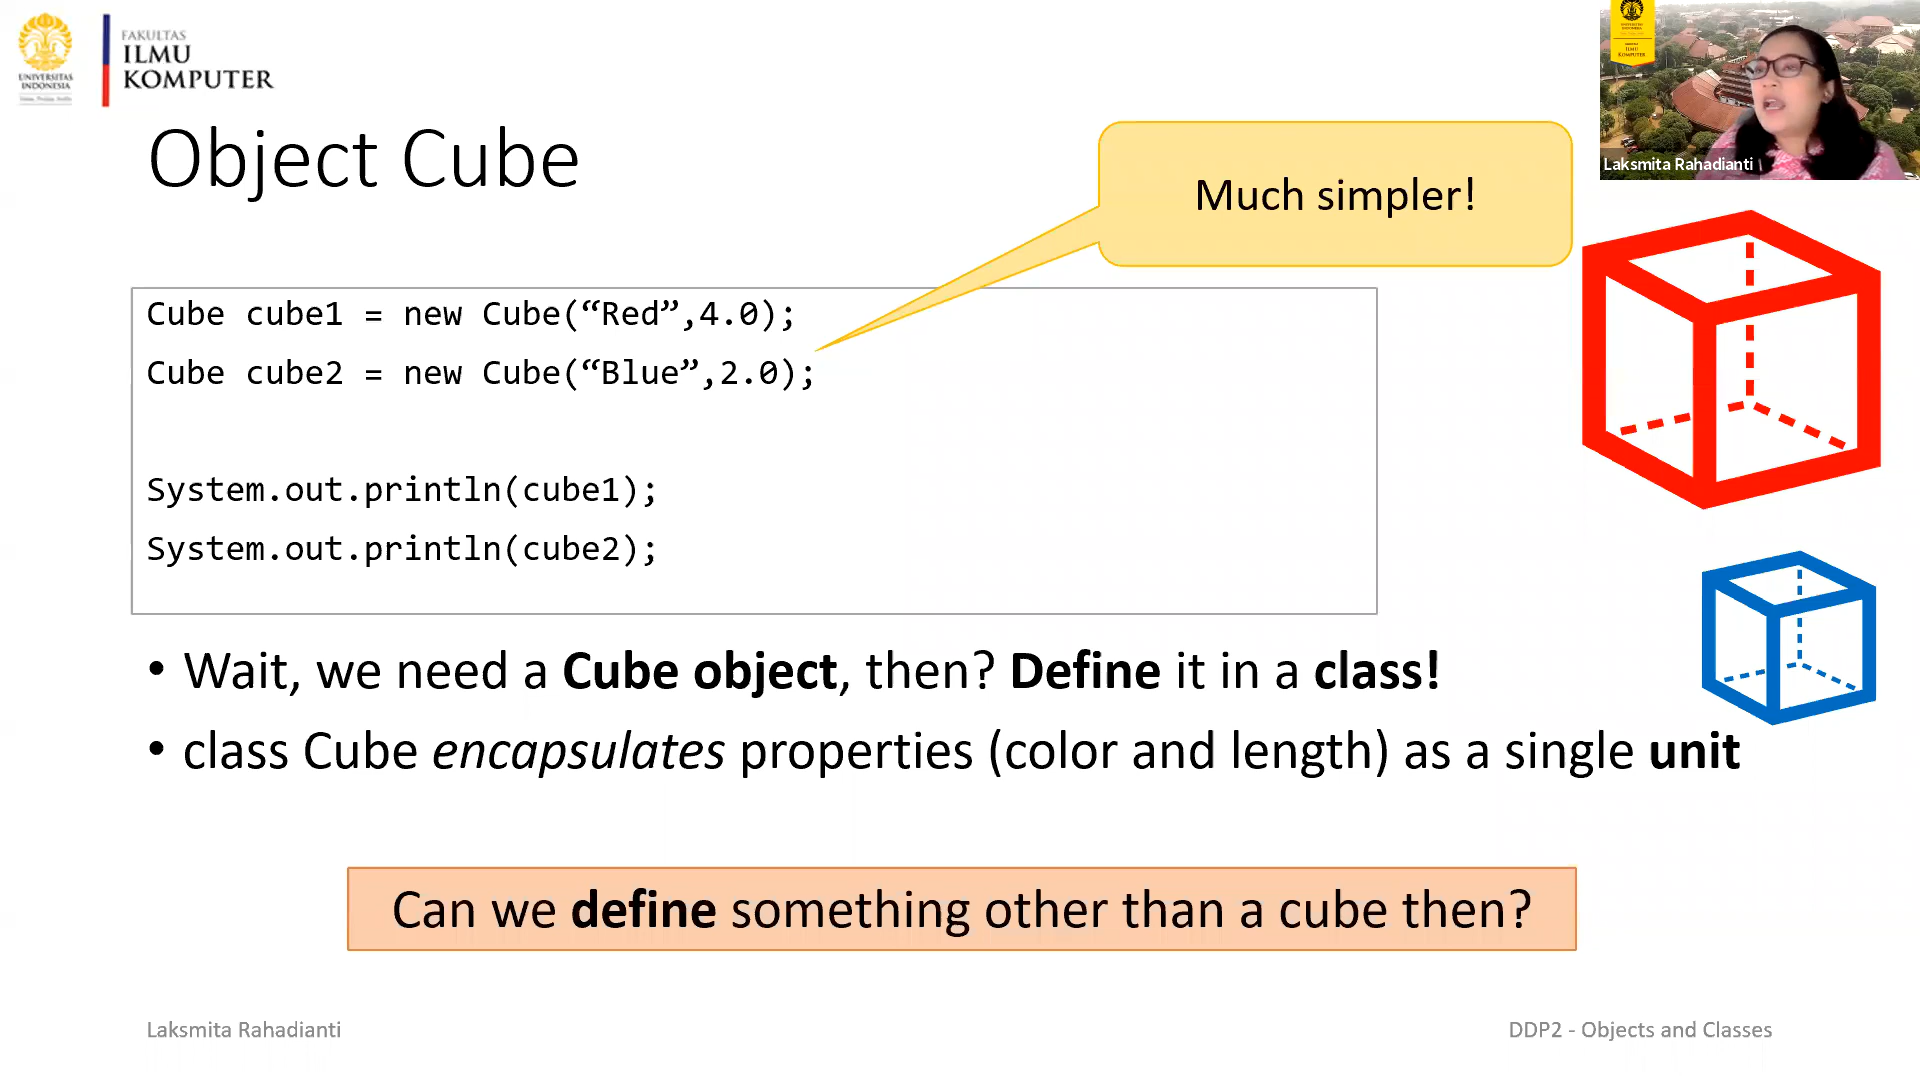 UNIVERSITAS
INDONESIA
FAKULTAS
ILMU
KOMPUTER
Laksmita Rahadianti
Object Cube
Much simpler!
Cube cube1 = new Cube(“Red”,4.0);
Cube cube2 = new Cube(“Blue”,2.0);
System.out.println(cube1);
System.out.println(cube2);
• Wait, we need a Cube object, then? Define it in a class!
• class Cube encapsulates properties (color and length) as a single unit
Can we define something other than a cube then?
Laksmita Rahadianti
DDP2 - Objects and Classes